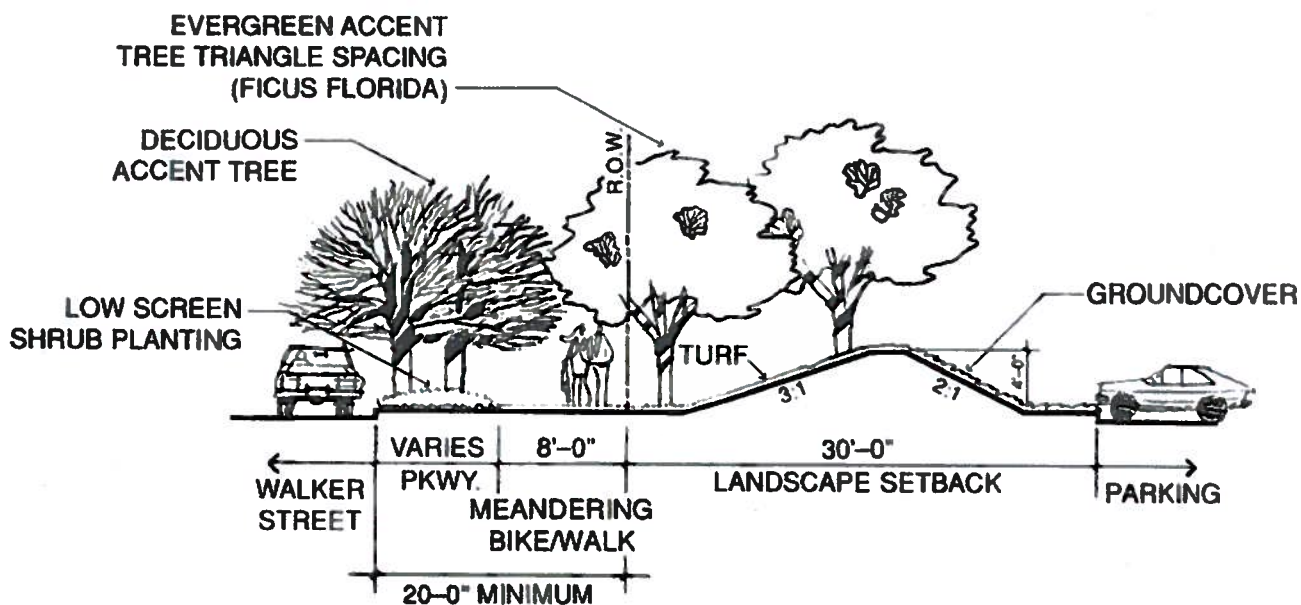 EVERGREEN ACCENT
TREE TRIANGLE SPACING
(FICUS FLORIDA)
DECIDUOUS
ACCENT TREE
R.O.W
LOW SCREEN
SHRUB PLANTING
GROUNDCOVER
TURF
3:1
2:1
4'-0"
VARIES
PKWY.
8'-0"
30'-0"
LANDSCAPE SETBACK
WALKER
STREET
MEANDERING
BIKE/WALK
PARKING
20-0" MINIMUM